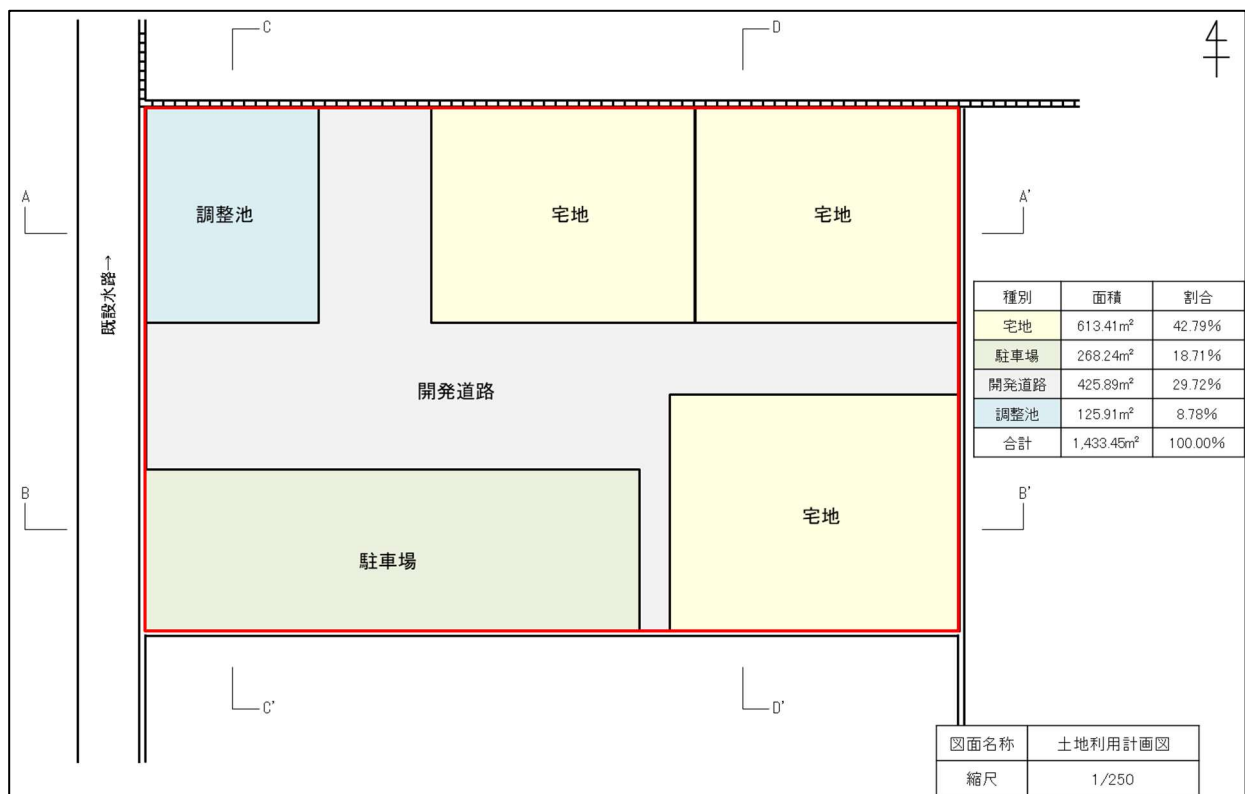 C
D
A
調整池
宅地
宅地
A'
既設水路→
種別 面積 割合
宅地 613.41m² 42.79%
駐車場 268.24m² 18.71%
開発道路 425.89m² 29.72%
調整池 125.91m² 8.78%
合計 1,433.45m² 100.00%
開発道路
B
宅地
B'
駐車場
C'
D'
図面名称 土地利用計画図
縮尺 1/250